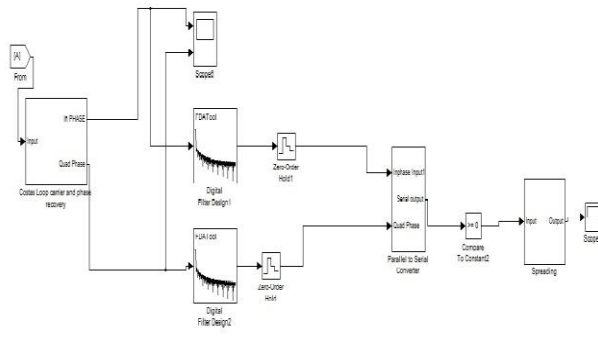 [A]
From
Input
In PHASE
Quad Phase
Costas Loop carrier and phase
recovery
FDATool
Digital
Filter Design1
Zero-Order
Hold1
FDATool
Digital
Filter Design2
Zero-Order
Hold
Inphase Input1
Serial output
Quad Phase
Parallel to Serial
Converter
>= 0
Compare
To Constant2
Input
Output
Spreading